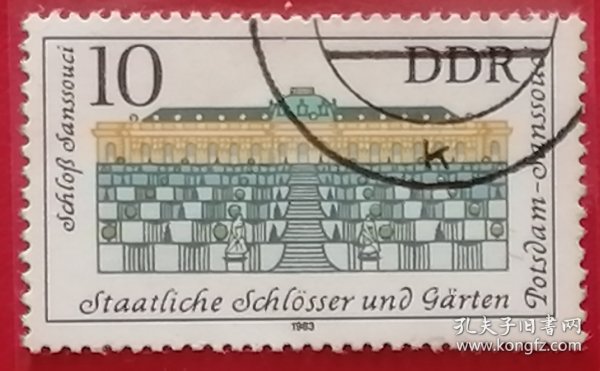 10
DDR
Schloß Sanssouci
Potsdam-Sanssouci
Staatliche Schlösser und Gärten
1983
k
孔夫子旧书网
www.kongfz.com